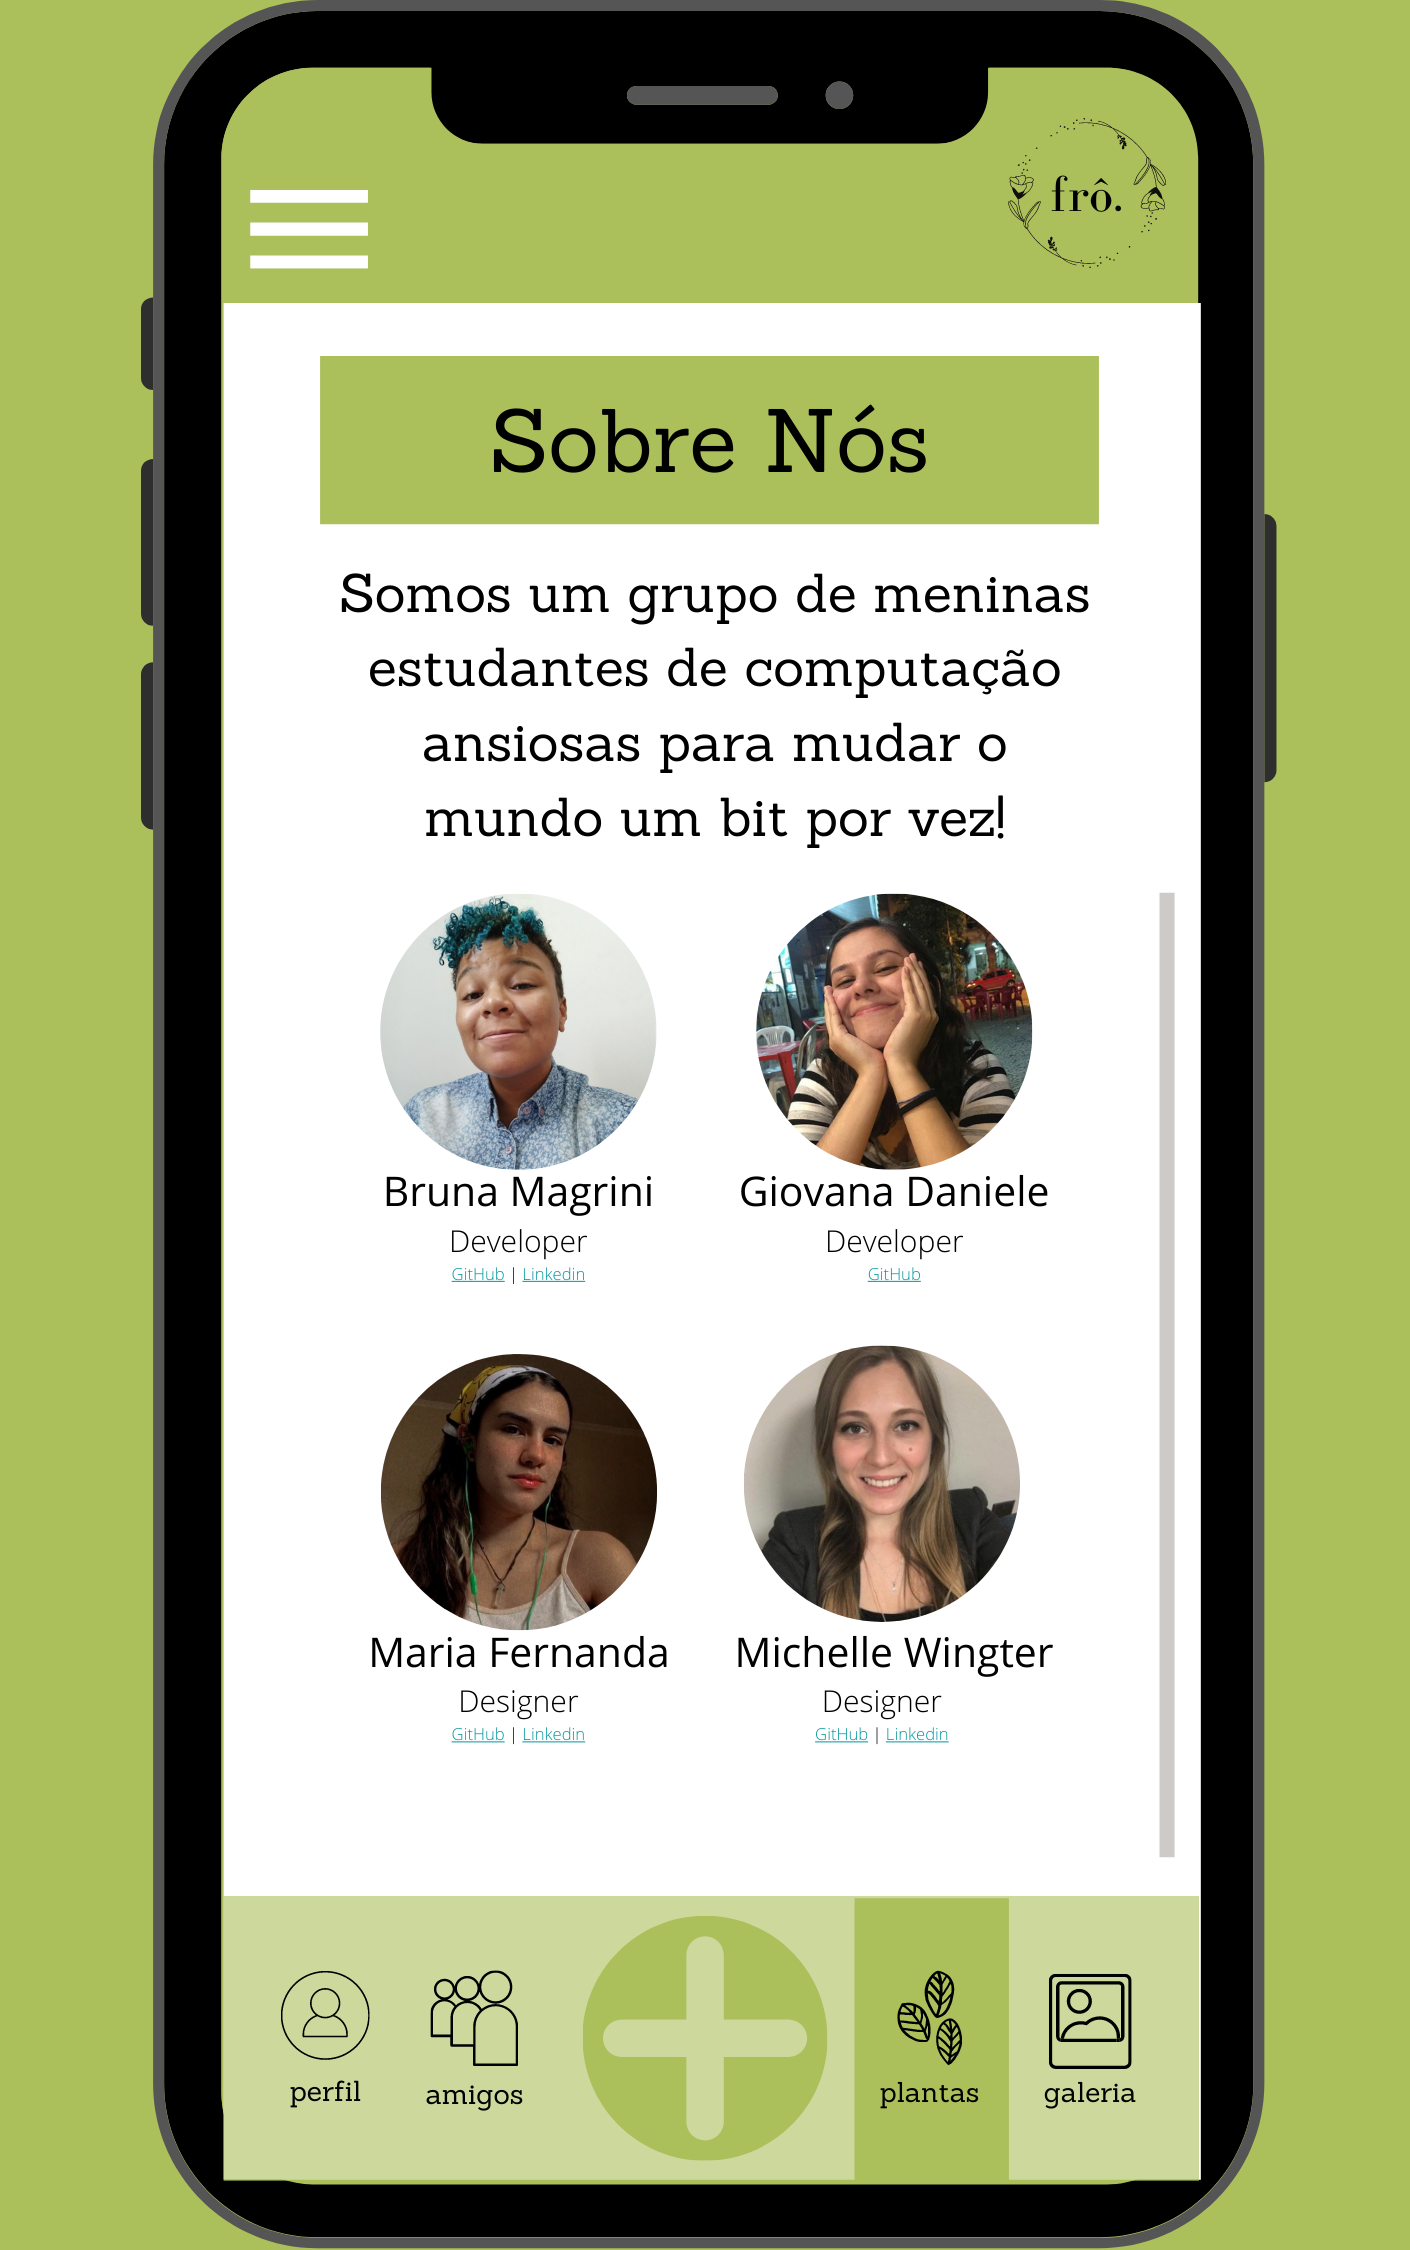 frô.
Sobre Nós
Somos um grupo de meninas
estudantes de computação
ansiosas para mudar o
mundo um bit por vez!
Bruna Magrini
Developer
GitHub | Linkedin
Giovana Daniele
Developer
GitHub
Maria Fernanda
Designer
GitHub | Linkedin
Michelle Wingter
Designer
GitHub | Linkedin
perfil
amigos
plantas
galeria